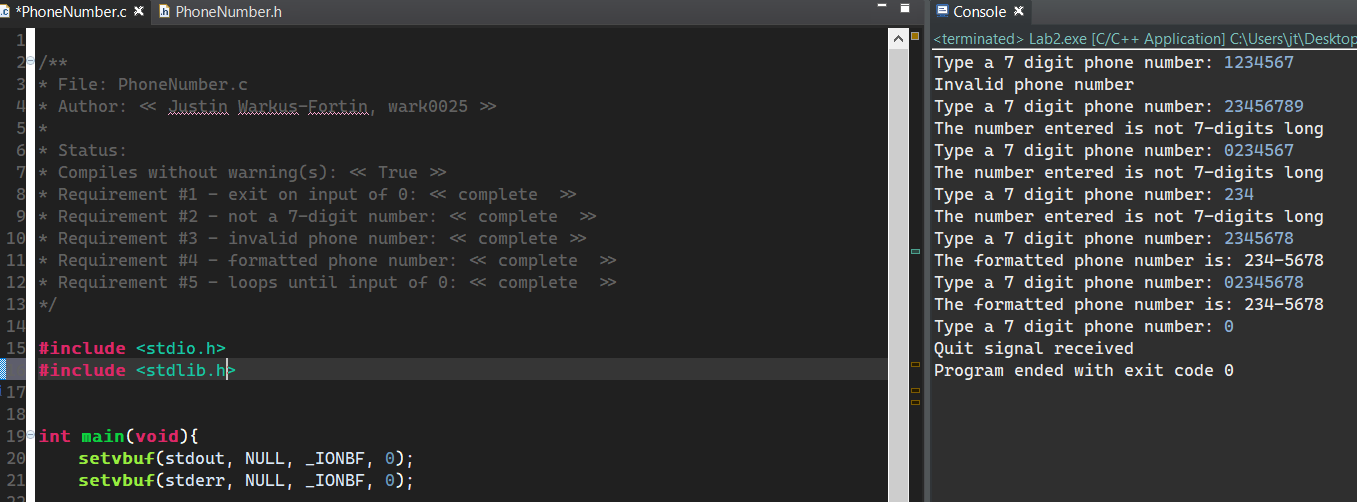 *PhoneNumber.c PhoneNumber.h
1
2 /**
3 * File: PhoneNumber.c
4 * Author: << Justin Warkus-Fortin, wark0025 >>
5 *
6 * Status:
7 * Compiles without warning(s): << True >>
8 * Requirement #1 - exit on input of 0: << complete >>
9 * Requirement #2 - not a 7-digit number: << complete >>
10 * Requirement #3 - invalid phone number: << complete >>
11 * Requirement #4 - formatted phone number: << complete >>
12 * Requirement #5 - loops until input of 0: << complete >>
13 */
14
15 #include <stdio.h>
#include <stdlib.h>
17
18
19 int main(void){
20 setvbuf(stdout, NULL, _IONBF, 0);
21 setvbuf(stderr, NULL, _IONBF, 0);
Console
<terminated> Lab2.exe [C/C++ Application] C:\Users\jt\Desktop
Type a 7 digit phone number: 1234567
Invalid phone number
Type a 7 digit phone number: 23456789
The number entered is not 7-digits long
Type a 7 digit phone number: 0234567
The number entered is not 7-digits long
Type a 7 digit phone number: 234
The number entered is not 7-digits long
Type a 7 digit phone number: 2345678
The formatted phone number is: 234-5678
Type a 7 digit phone number: 02345678
The formatted phone number is: 234-5678
Type a 7 digit phone number: 0
Quit signal received
Program ended with exit code 0